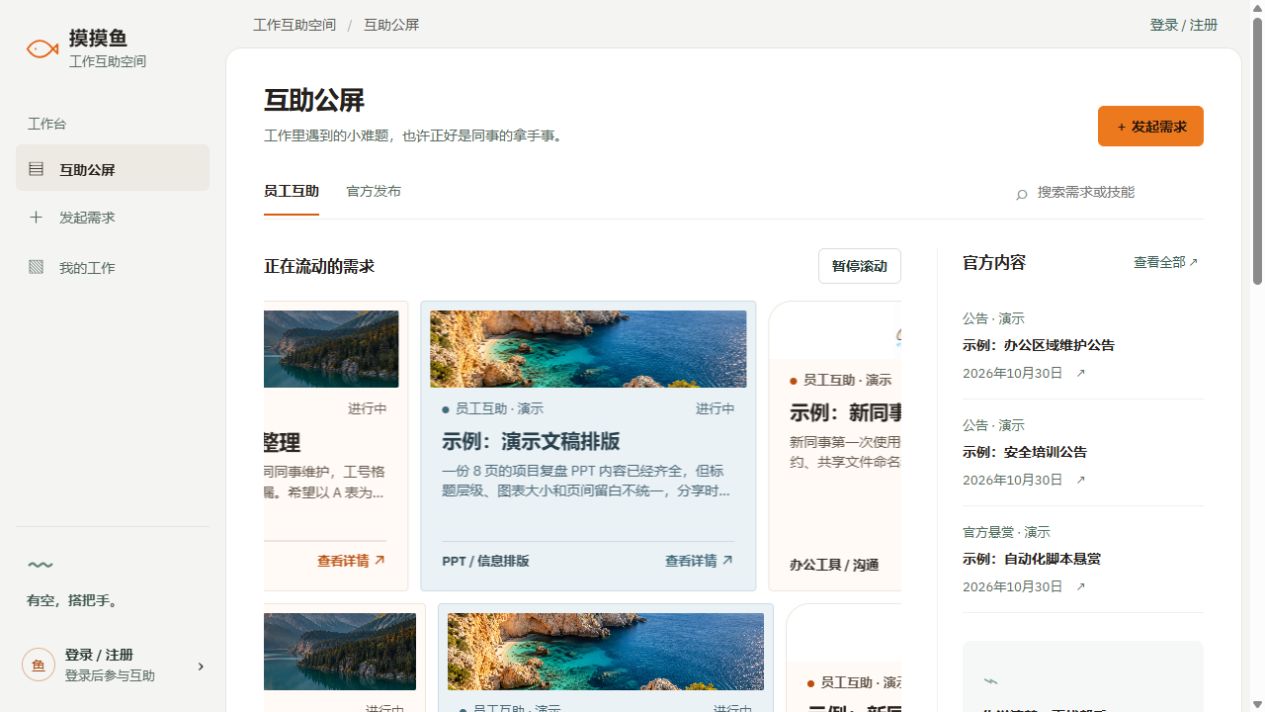 摸摸鱼
工作互助空间
工作台
互助公屏
发起需求
我的工作
有空，搭把手。
鱼
登录 / 注册
登录后参与互助
工作互助空间 / 互助公屏
登录 / 注册
互助公屏
工作里遇到的小难题，也许正好是同事的拿手事。
+ 发起需求
员工互助 官方发布
搜索需求或技能
正在流动的需求
暂停滚动
进行中
整理
司同事维护，工号格
漏。希望以 A 表为...
查看详情 ↗
员工互助 · 演示 进行中
示例：演示文稿排版
一份 8 页的项目复盘 PPT 内容已经齐全，但标
题层级、图表大小和页间留白不统一，分享时...
PPT / 信息排版 查看详情 ↗
员工互助 · 演示
示例：新同事
新同事第一次使用
约、共享文件命名
办公工具 / 沟通
进行中
员工互助 · 演示 进行中
员工互助 · 演示
官方内容 查看全部 ↗
公告 · 演示
示例：办公区域维护公告
2026年10月30日 ↗
公告 · 演示
示例：安全培训公告
2026年10月30日 ↗
官方悬赏 · 演示
示例：自动化脚本悬赏
2026年10月30日 ↗